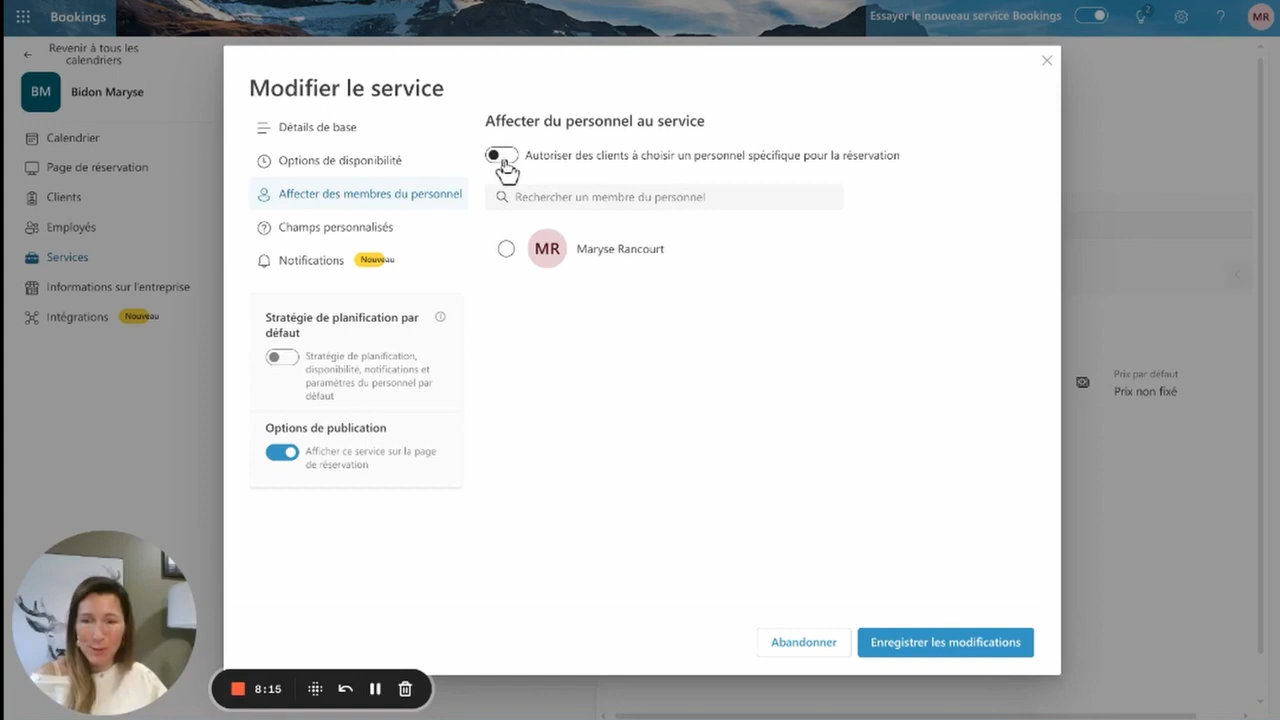 Bookings
Essayer le nouveau service Bookings
2
?
MR
Revenir à tous les
calendriers
BM
Bidon Maryse
Calendrier
Page de réservation
Clients
Employés
Services
Informations sur l'entreprise
Intégrations
Nouveau
Modifier le service
Détails de base
Options de disponibilité
Affecter des membres du personnel
Champs personnalisés
Notifications
Nouveau
Stratégie de planification par
défaut
Stratégie de planification,
disponibilité, notifications et
paramètres du personnel par
défaut
Options de publication
Afficher ce service sur la page
de réservation
Affecter du personnel au service
Autoriser des clients à choisir un personnel spécifique pour la réservation
Rechercher un membre du personnel
MR
Maryse Rancourt
Prix par défaut
Prix non fixé
Abandonner
Enregistrer les modifications
8:15